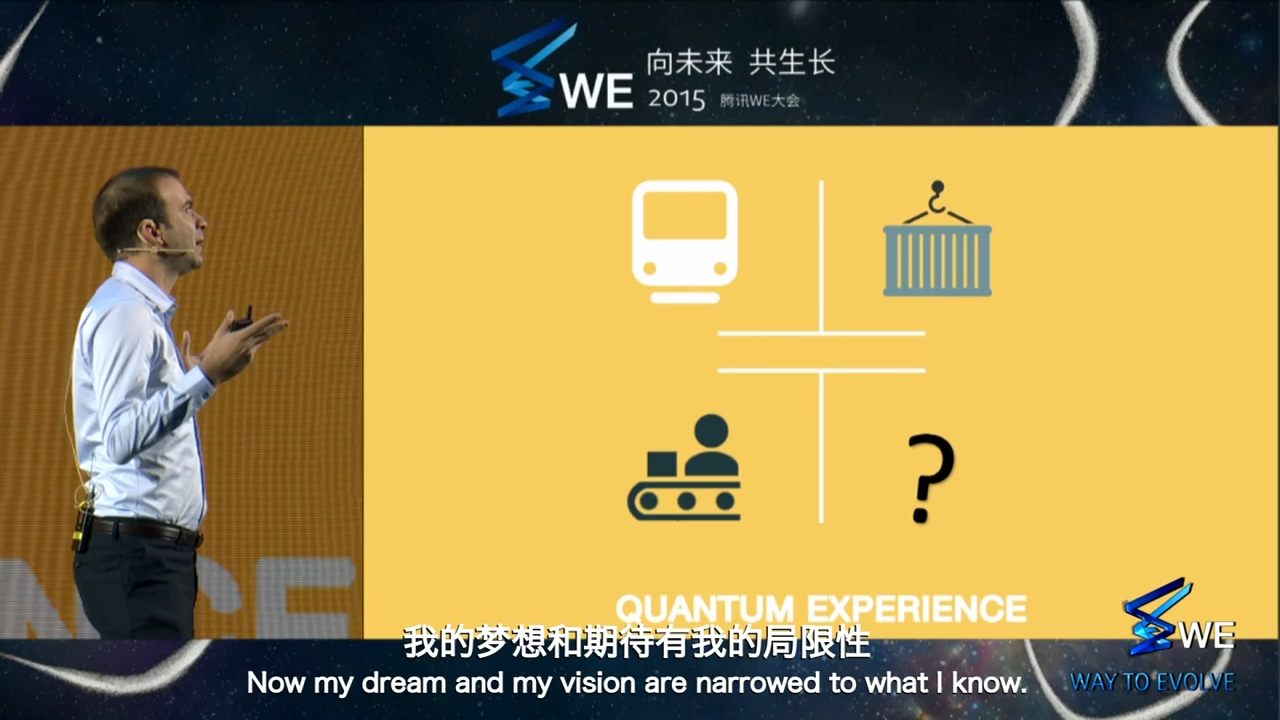 WE
向未来 共生长
2015 腾讯WE大会
?
NCE
QUANTUM EXPERIENCE
我的梦想和期待有我的局限性
Now my dream and my vision are narrowed to what I know.
WE
WAY TO EVOLVE